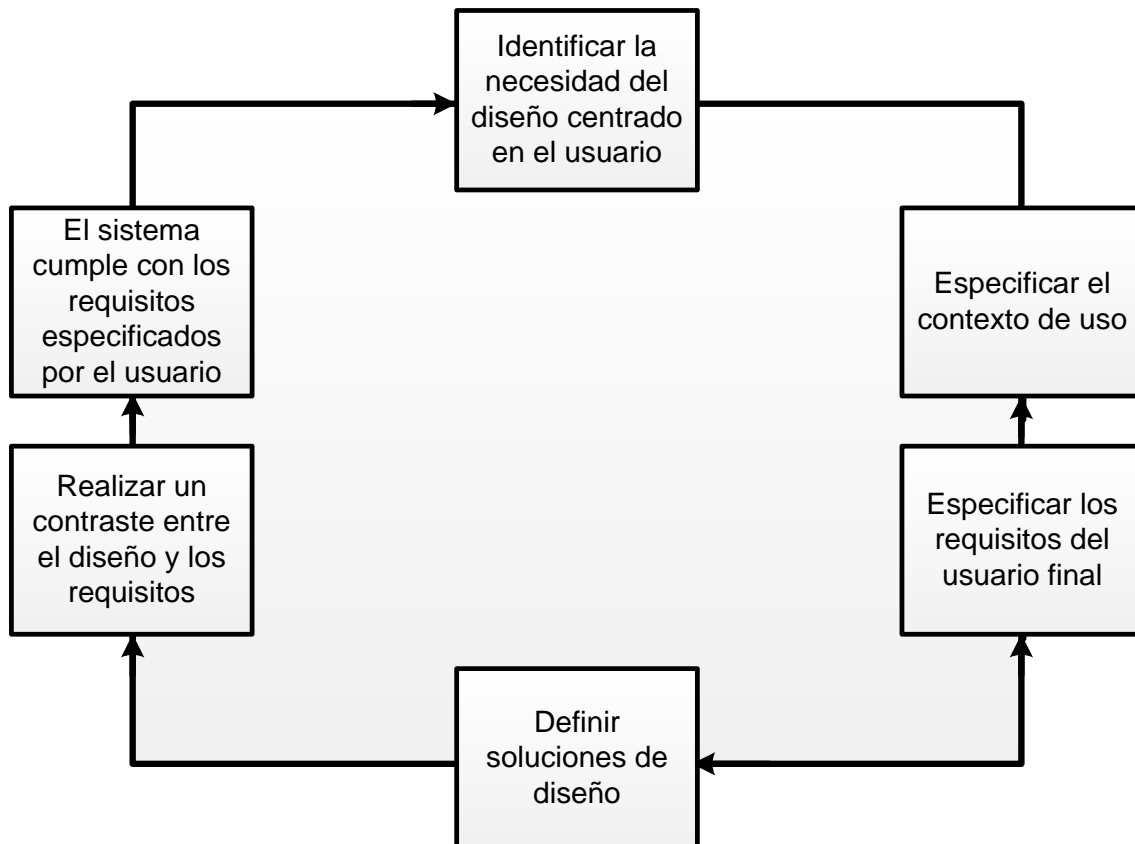 Identificar la
necesidad del
diseño centrado
en el usuario
El sistema
cumple con los
requisitos
especificados
por el usuario
Especificar el
contexto de uso
Realizar un
contraste entre
el diseño y los
requisitos
Especificar los
requisitos del
usuario final
Definir
soluciones de
diseño